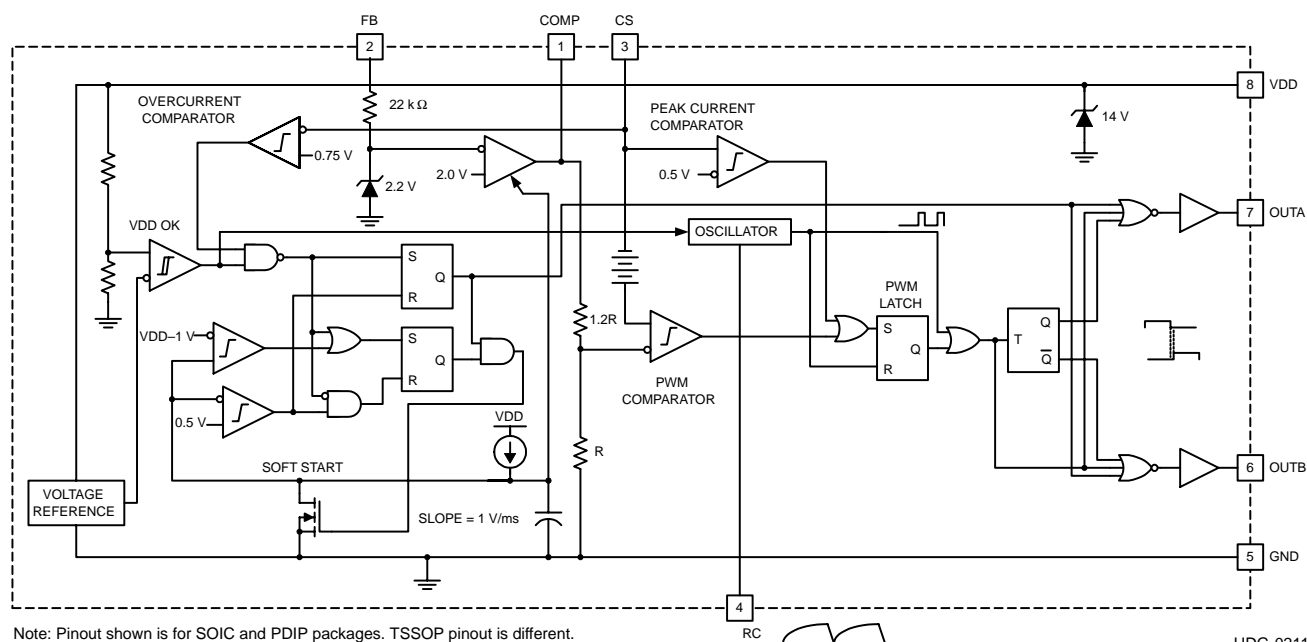 FB
COMP
CS
2
1
3
8
VDD
OVERCURRENT
COMPARATOR
22 kΩ
PEAK CURRENT
COMPARATOR
14 V
0.75 V
0.5 V
2.0 V
2.2 V
VDD OK
OSCILLATOR
7
OUTA
S
Q
R
PWM
LATCH
VDD–1 V
1.2R
S
Q
R
S
Q
R
T
Q
Q
PWM
COMPARATOR
0.5 V
VDD
R
SOFT START
6
OUTB
VOLTAGE
REFERENCE
SLOPE = 1 V/ms
5
GND
4
RC
Note: Pinout shown is for SOIC and PDIP packages. TSSOP pinout is different.